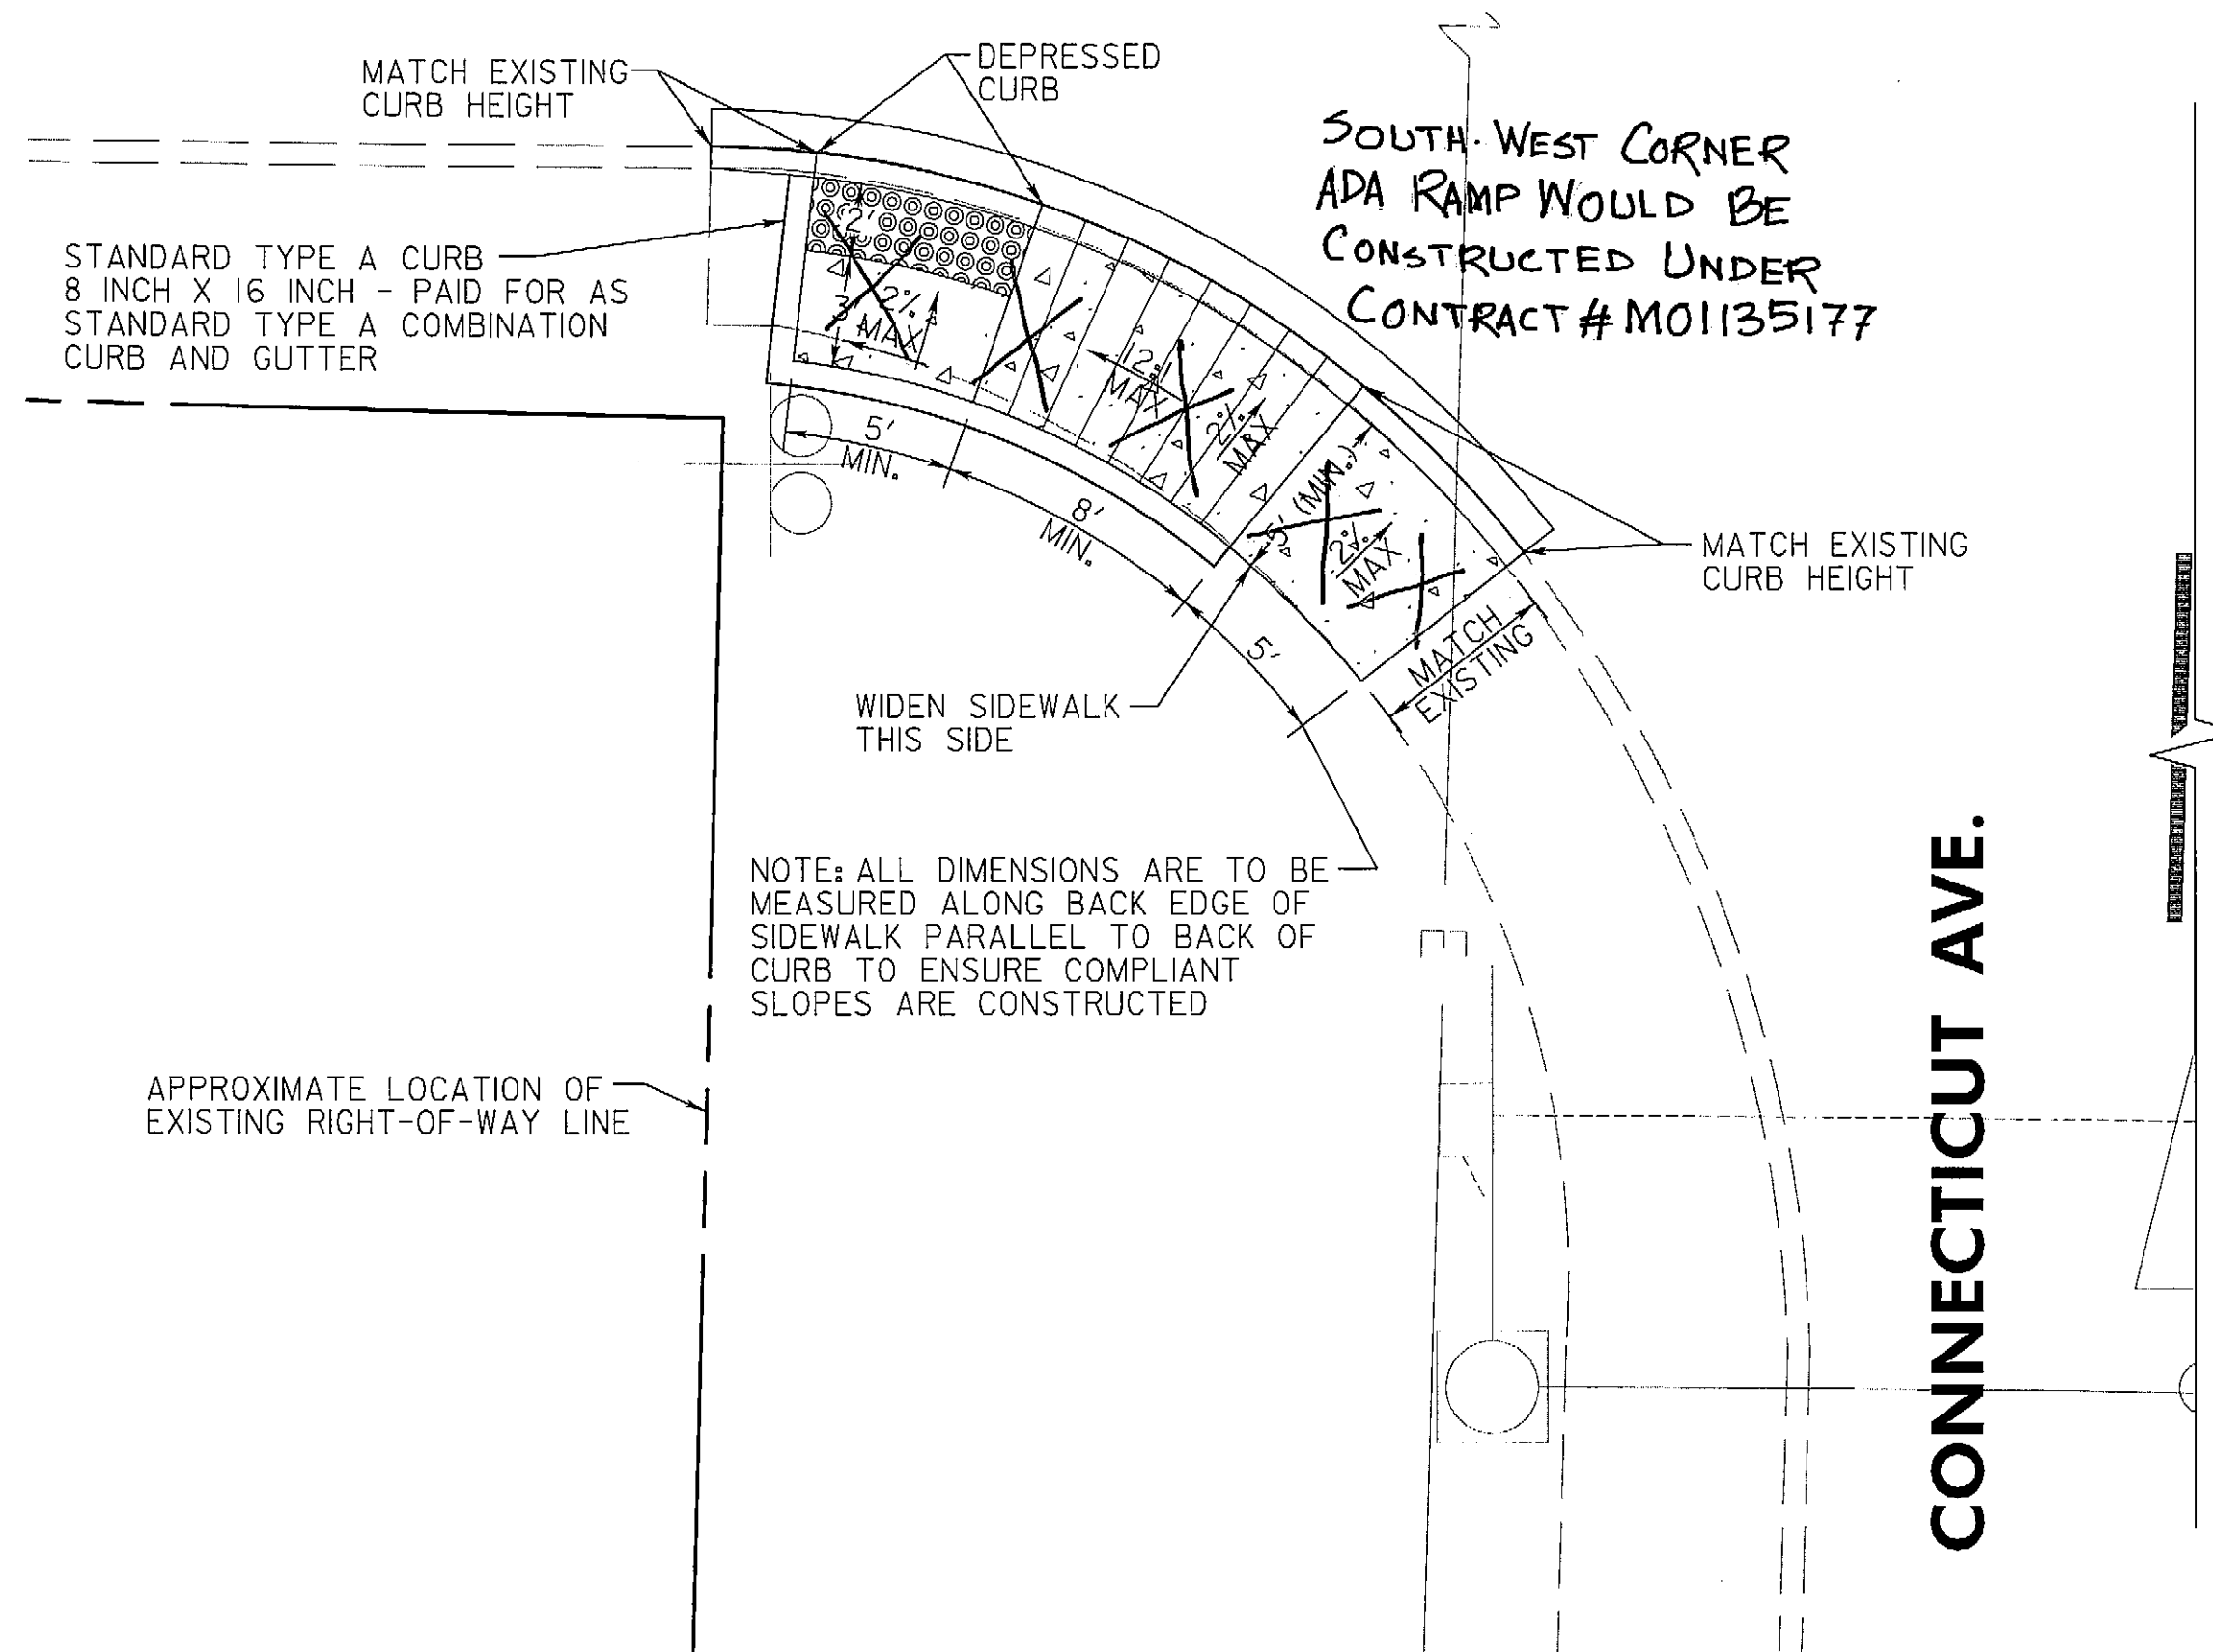 MATCH EXISTING
CURB HEIGHT
DEPRESSED
CURB
SOUTH-WEST CORNER
ADA RAMP WOULD BE
CONSTRUCTED UNDER
CONTRACT # MO1135177
STANDARD TYPE A CURB
8 INCH X 16 INCH - PAID FOR AS
STANDARD TYPE A COMBINATION
CURB AND GUTTER
2'
3'
2%
MAX
12:1
MAX
2%
MAX
5' (MIN.)
2%
MAX
5'
MIN.
8'
MIN.
5'
MATCH
EXISTING
MATCH EXISTING
CURB HEIGHT
WIDEN SIDEWALK
THIS SIDE
NOTE: ALL DIMENSIONS ARE TO BE
MEASURED ALONG BACK EDGE OF
SIDEWALK PARALLEL TO BACK OF
CURB TO ENSURE COMPLIANT
SLOPES ARE CONSTRUCTED
APPROXIMATE LOCATION OF
EXISTING RIGHT-OF-WAY LINE
CONNECTICUT AVE.